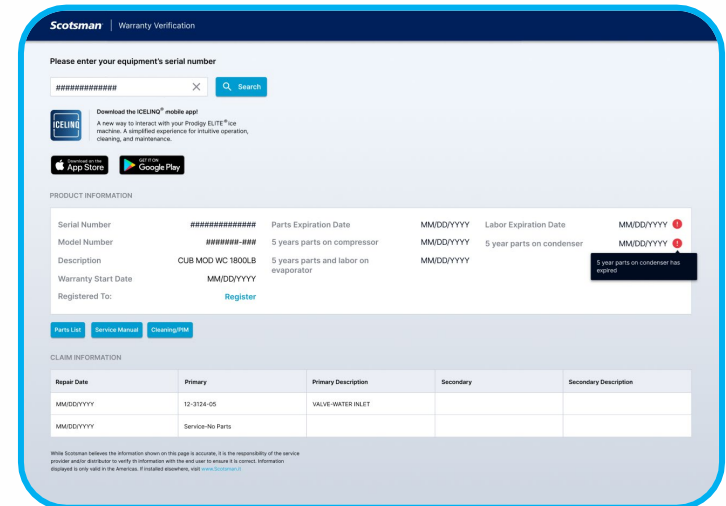 Scotsman® | Warranty Verification
Please enter your equipment's serial number
#############
Search
ICELINQ
Download the ICELINQ® mobile app!
A new way to interact with your Prodigy ELITE® ice
machine. A simplified experience for intuitive operation,
cleaning, and maintenance.
Download on the
App Store
GET IT ON
Google Play
PRODUCT INFORMATION
Serial Number ##############
Model Number #######-###
Description CUB MOD WC 1800LB
Warranty Start Date MM/DD/YYYY
Registered To: Register
Parts Expiration Date MM/DD/YYYY
5 years parts on compressor MM/DD/YYYY
5 years parts and labor on MM/DD/YYYY
evaporator
Labor Expiration Date MM/DD/YYYY !
5 year parts on condenser MM/DD/YYYY !
5 year parts on condenser has
expired
Parts List Service Manual Cleaning/PIM
CLAIM INFORMATION
Repair Date Primary Primary Description Secondary Secondary Description
MM/DD/YYYY 12-3124-05 VALVE-WATER INLET
MM/DD/YYYY Service-No Parts
While Scotsman believes the information shown on this page is accurate, it is the responsibility of the service
provider and/or distributor to verify th information with the end user to ensure it is correct. Information
displayed is only valid in the Americas. If installed elsewhere, visit www.Scotsman.it